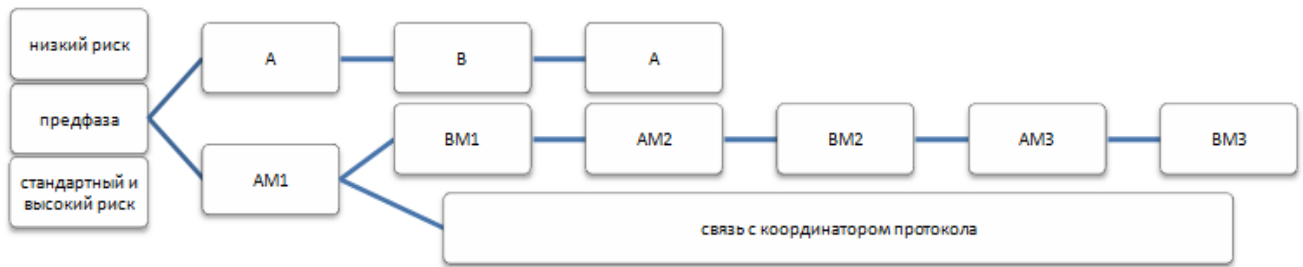 низкий риск
A
B
A
предфаза
BM1
AM2
BM2
AM3
BM3
AM1
стандартный и
высокий риск
связь с координатором протокола